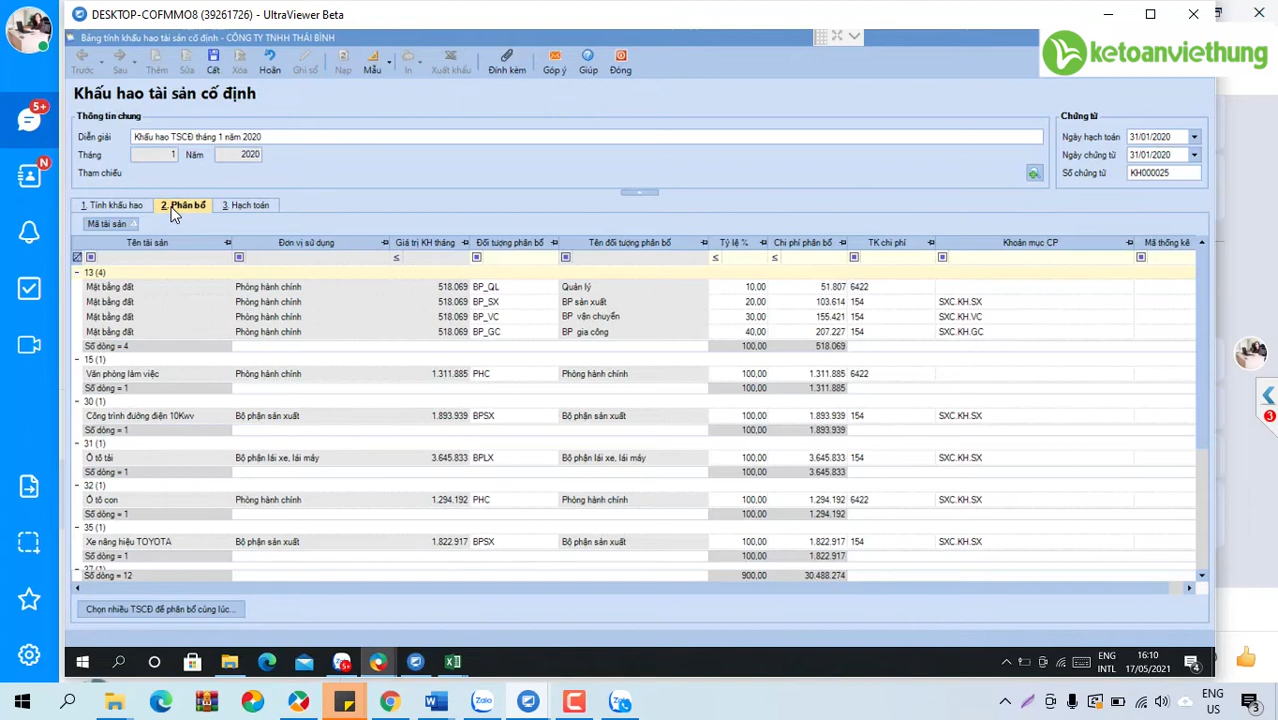 DESKTOP-COFMMO8 (39261726) - UltraViewer Beta
Bảng tính khấu hao tài sản cố định - CÔNG TY TNHH THÁI BÌNH
ketoanviethung
Trước Sau Thêm Sửa Cất Xóa Hoãn Ghi sổ Nạp Mẫu In Xuất khẩu Đính kèm Góp ý Giúp Đóng
Khấu hao tài sản cố định
Thông tin chung Chứng từ
Diễn giải Khấu hao TSCĐ tháng 1 năm 2020 Ngày hạch toán 31/01/2020
Tháng 1 Năm 2020 Ngày chứng từ 31/01/2020
Tham chiếu Số chứng từ KH000025
1. Tính khấu hao 2. Phân bổ 3. Hạch toán
Mã tài sản
Tên tài sản Đơn vị sử dụng Giá trị KH tháng Đối tượng phân bổ Tên đối tượng phân bổ Tỷ lệ % Chi phí phân bổ TK chi phí Khoản mục CP Mã thống kê
≤ ≤ ≤
- 13 (4)
Mặt bằng đất Phòng hành chính 518.069 BP_QL Quản lý 10.00 51.807 6422
Mặt bằng đất Phòng hành chính 518.069 BP_SX BP sản xuất 20.00 103.614 154 SXC.KH.SX
Mặt bằng đất Phòng hành chính 518.069 BP_VC BP vận chuyển 30,00 155.421 154 SXC.KH.VC
Mặt bằng đất Phòng hành chính 518.069 BP_GC BP gia công 40,00 207.227 154 SXC.KH.GC
Số dòng = 4 100,00 518.069
- 15 (1)
Văn phòng làm việc Phòng hành chính 1.311.885 PHC Phòng hành chính 100,00 1.311.885 6422
Số dòng = 1 100,00 1.311.885
- 30 (1)
Công trình đường điện 10Kwv Bộ phận sản xuất 1.893.939 BPSX Bộ phận sản xuất 100,00 1.893.939 154 SXC.KH.SX
Số dòng = 1 100,00 1.893.939
- 31 (1)
Ô tô tải Bộ phận lái xe, lái máy 3.645.833 BPLX Bộ phận lái xe, lái máy 100,00 3.645.833 154 SXC.KH.SX
Số dòng = 1 100,00 3.645.833
- 32 (1)
Ô tô con Phòng hành chính 1.294.192 PHC Phòng hành chính 100,00 1.294.192 6422 SXC.KH.SX
Số dòng = 1 100,00 1.294.192
- 35 (1)
Xe nâng hiệu TOYOTA Bộ phận sản xuất 1.822.917 BPSX Bộ phận sản xuất 100,00 1.822.917 154 SXC.KH.SX
Số dòng = 1 100,00 1.822.917
Số dòng = 12 900,00 30.488.274
Chọn nhiều TSCĐ để phân bổ cùng lúc...
5+
N
3
ENG
INTL
16:10
17/05/2021
4
Zalo
ENG
US
3